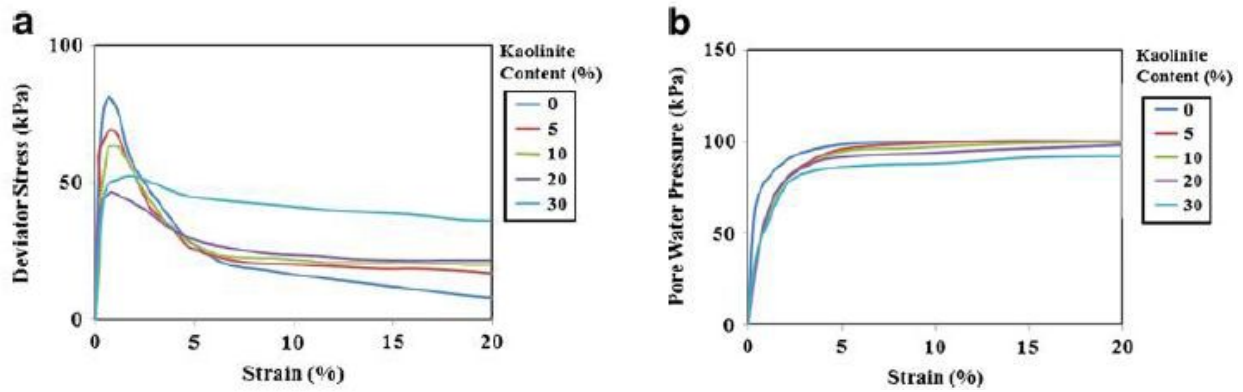 a
100
50
0
Deviator Stress (kPa)
0 5 10 15 20
Strain (%)
Kaolinite
Content (%)
0
5
10
20
30
b
150
100
50
0
Pore Water Pressure (kPa)
0 5 10 15 20
Strain (%)
Kaolinite
Content (%)
0
5
10
20
30